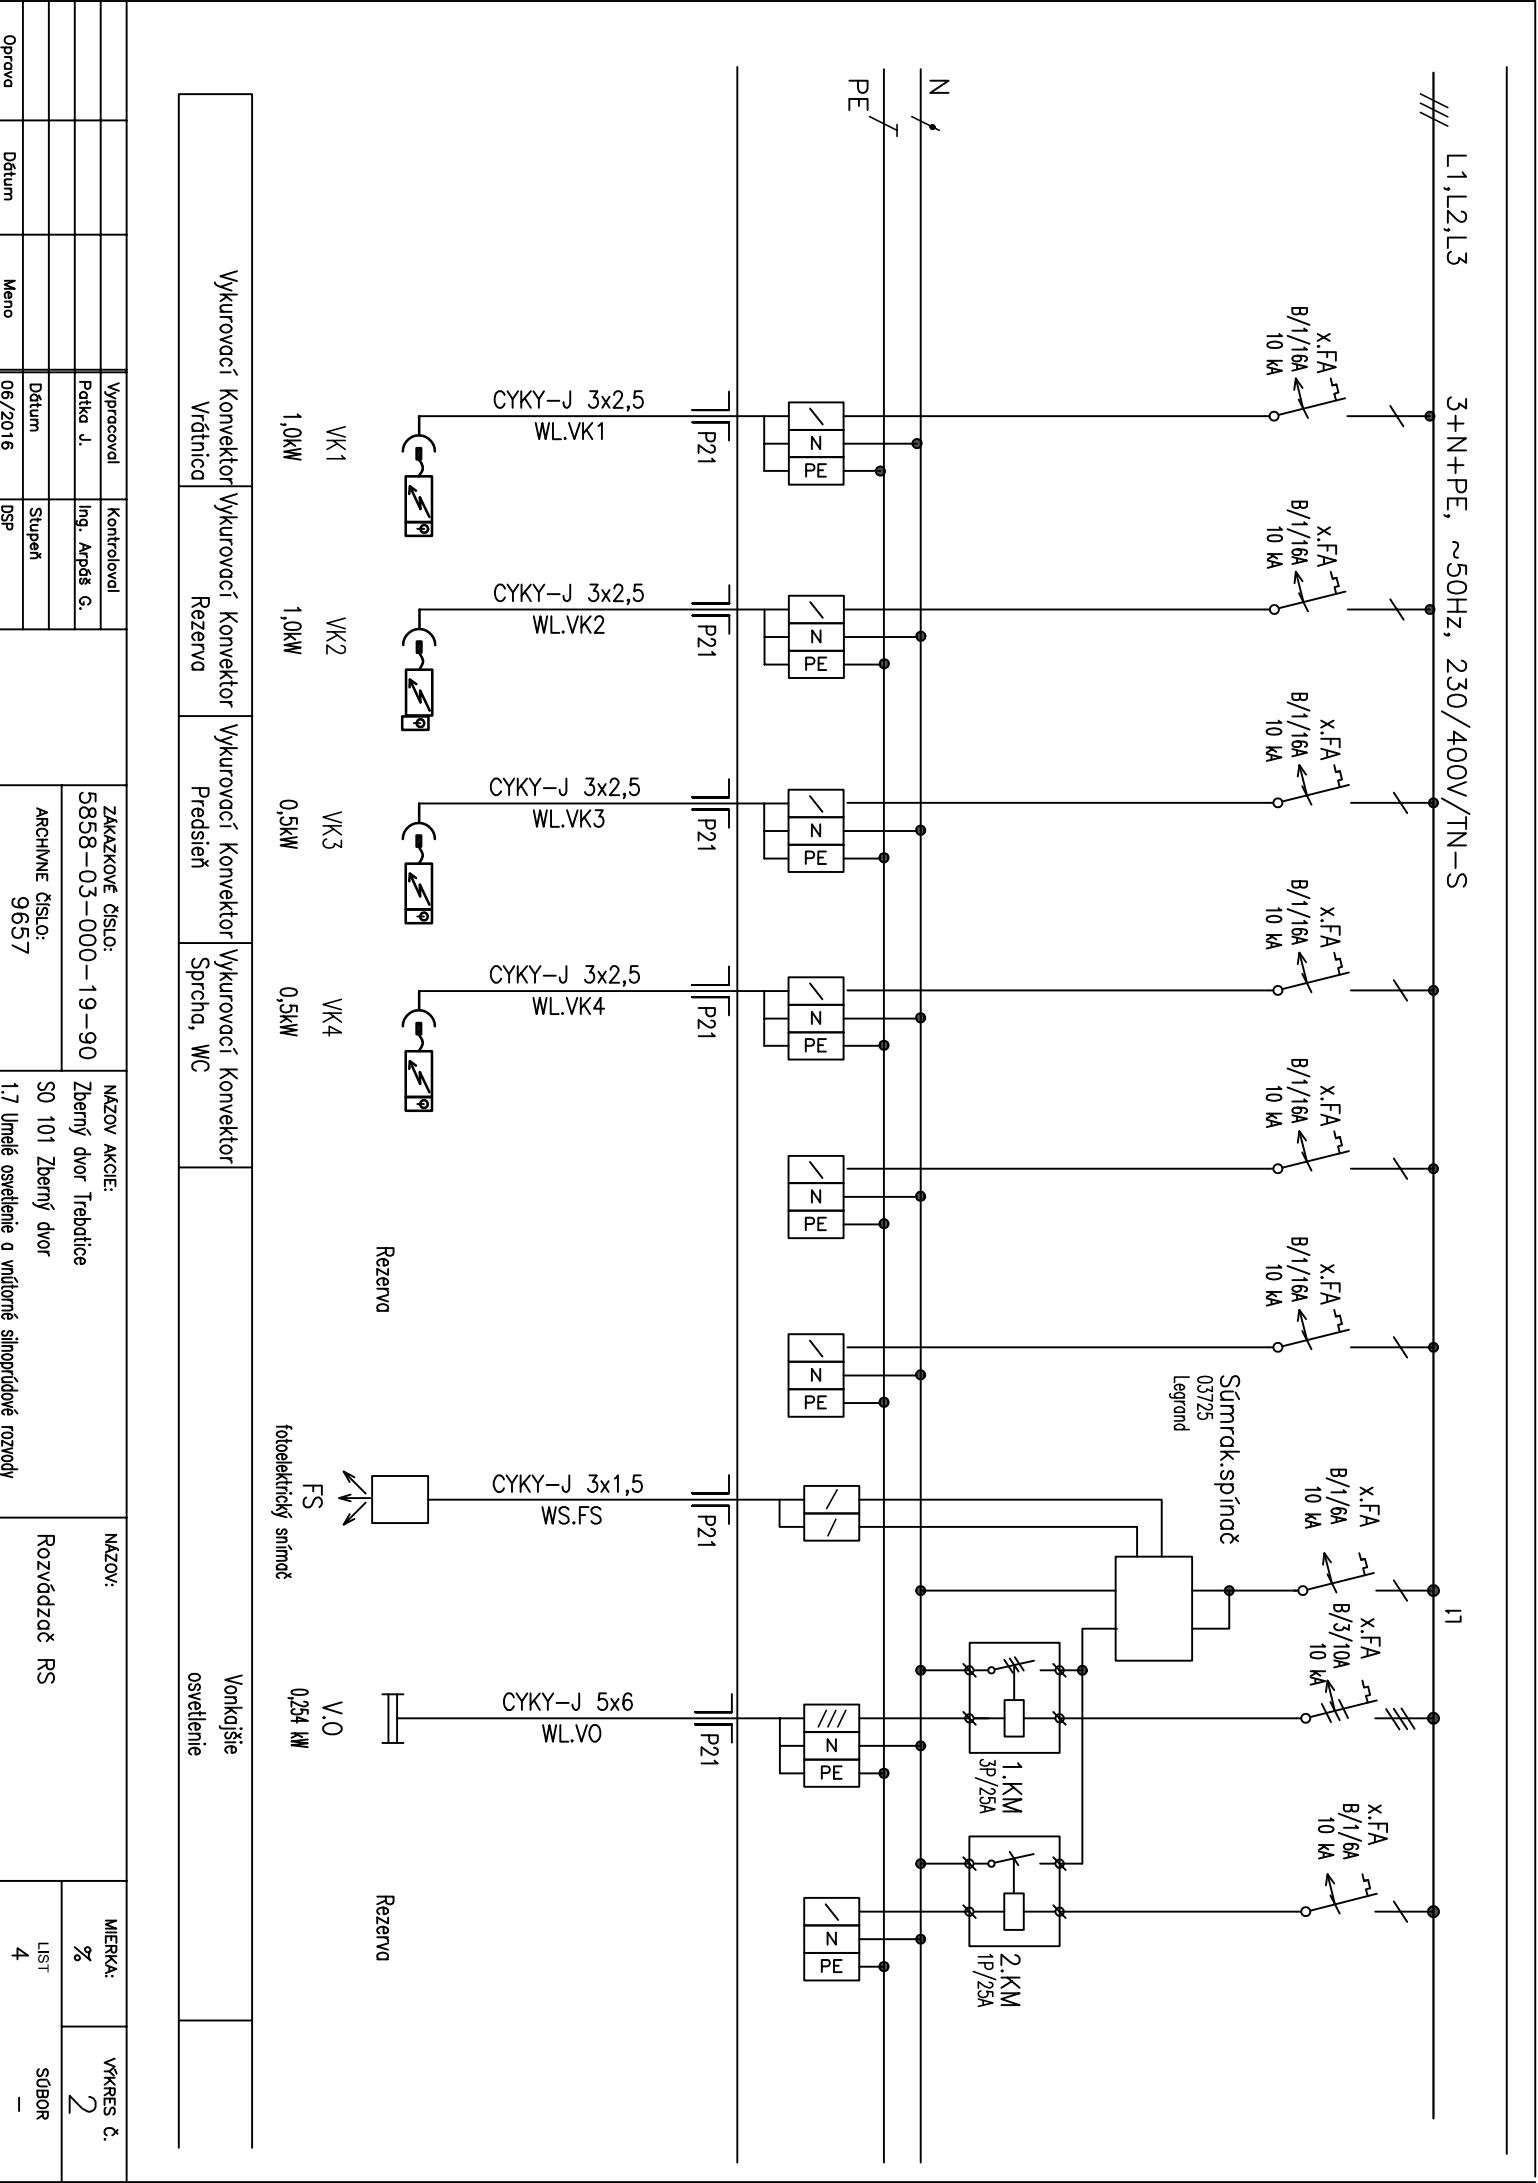 L1,L2,L3
3+N+PE, ~50Hz, 230/400V/TN-S
17
x.FA
B/1/16A
10 kA
x.FA
B/1/16A
10 kA
x.FA
B/1/16A
10 kA
x.FA
B/1/16A
10 kA
x.FA
B/1/16A
10 kA
x.FA
B/1/16A
10 kA
x.FA
B/1/6A
10 kA
x.FA
B/3/10A
10 kA
x.FA
B/1/6A
10 kA
Súmrak.spínač
03725
Legrand
1.KM
3P/25A
2.KM
1P/25A
N
PE
N
PE
N
PE
N
PE
N
PE
N
PE
N
PE
N
PE
N
PE
P21
P21
P21
P21
P21
P21
CYKY-J 3x2,5
WL.VK1
CYKY-J 3x2,5
WL.VK2
CYKY-J 3x2,5
WL.VK3
CYKY-J 3x2,5
WL.VK4
CYKY-J 3x1,5
WS.FS
CYKY-J 5x6
WL.VO
Rezerva
Rezerva
VK1
1,0kW
VK2
1,0kW
VK3
0,5kW
VK4
0,5kW
FS
fotoelektrický snímač
V.O
0,254 kW
Vykurovací Konvektor
Vrátnica
Vykurovací Konvektor
Rezerva
Vykurovací Konvektor
Predsieň
Vykurovací Konvektor
Sprcha, WC
Vonkajšie
osvetlenie
Oprava
Dátum
Meno
Vypracoval
Kontroloval
Patka J.
Ing. Arpáš G.
Dátum
Stupeň
06/2016
DSP
ZÁKAZKOVÉ ČÍSLO:
5858-03-000-19-90
ARCHÍVNE ČÍSLO:
9657
NÁZOV AKCIE:
Zberný dvor Trebatice
SO 101 Zberný dvor
1.7 Umelé osvetlenie a vnútorné silnoprúdové rozvody
NÁZOV:
Rozvádzač RS
MIERKA:
%
LIST
4
VÝKRES Č.
2
SÚBOR
-